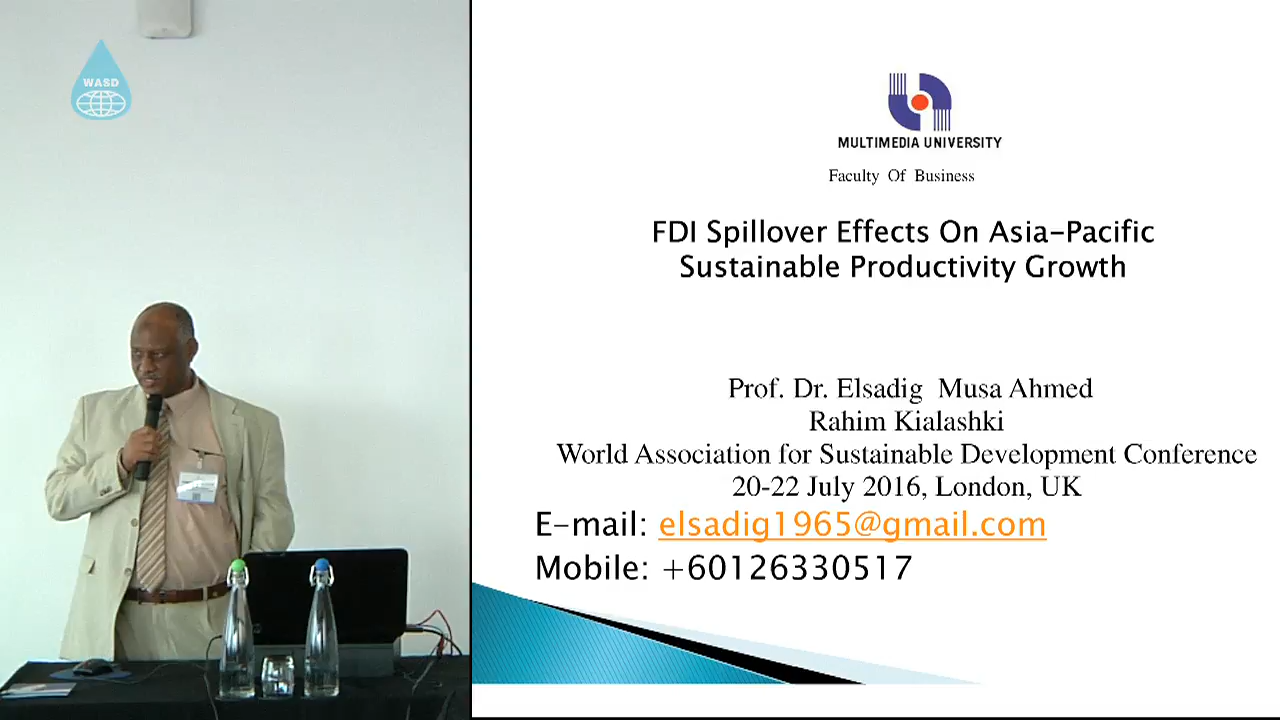 WASD
MULTIMEDIA UNIVERSITY
Faculty Of Business
FDI Spillover Effects On Asia-Pacific
Sustainable Productivity Growth
Prof. Dr. Elsadig Musa Ahmed
Rahim Kialashki
World Association for Sustainable Development Conference
20-22 July 2016, London, UK
E-mail: elsadig1965@gmail.com
Mobile: +60126330517